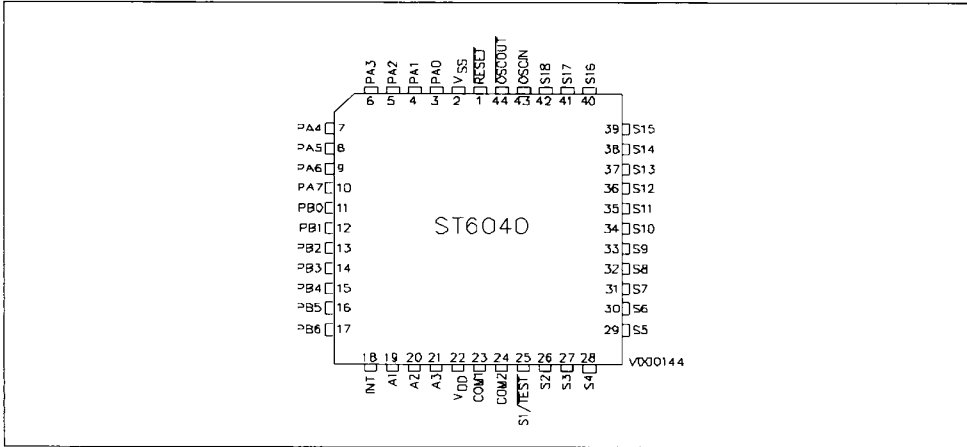 PA3 PA2 PA1 PA0 VSS RESET OSCOUT OSCIN S18 S17 S16
6 5 4 3 2 1 44 43 42 41 40
PA4 7 39 S15
PA5 8 38 S14
PA6 9 37 S13
PA7 10 36 S12
PB0 11 35 S11
PB1 12 34 S10
ST6040
PB2 13 33 S9
PB3 14 32 S8
PB4 15 31 S7
PB5 16 30 S6
PB6 17 29 S5
18 19 20 21 22 23 24 25 26 27 28
INT A1 A2 A3 VDD COM1 COM2 S1/TEST S2 S3 S4